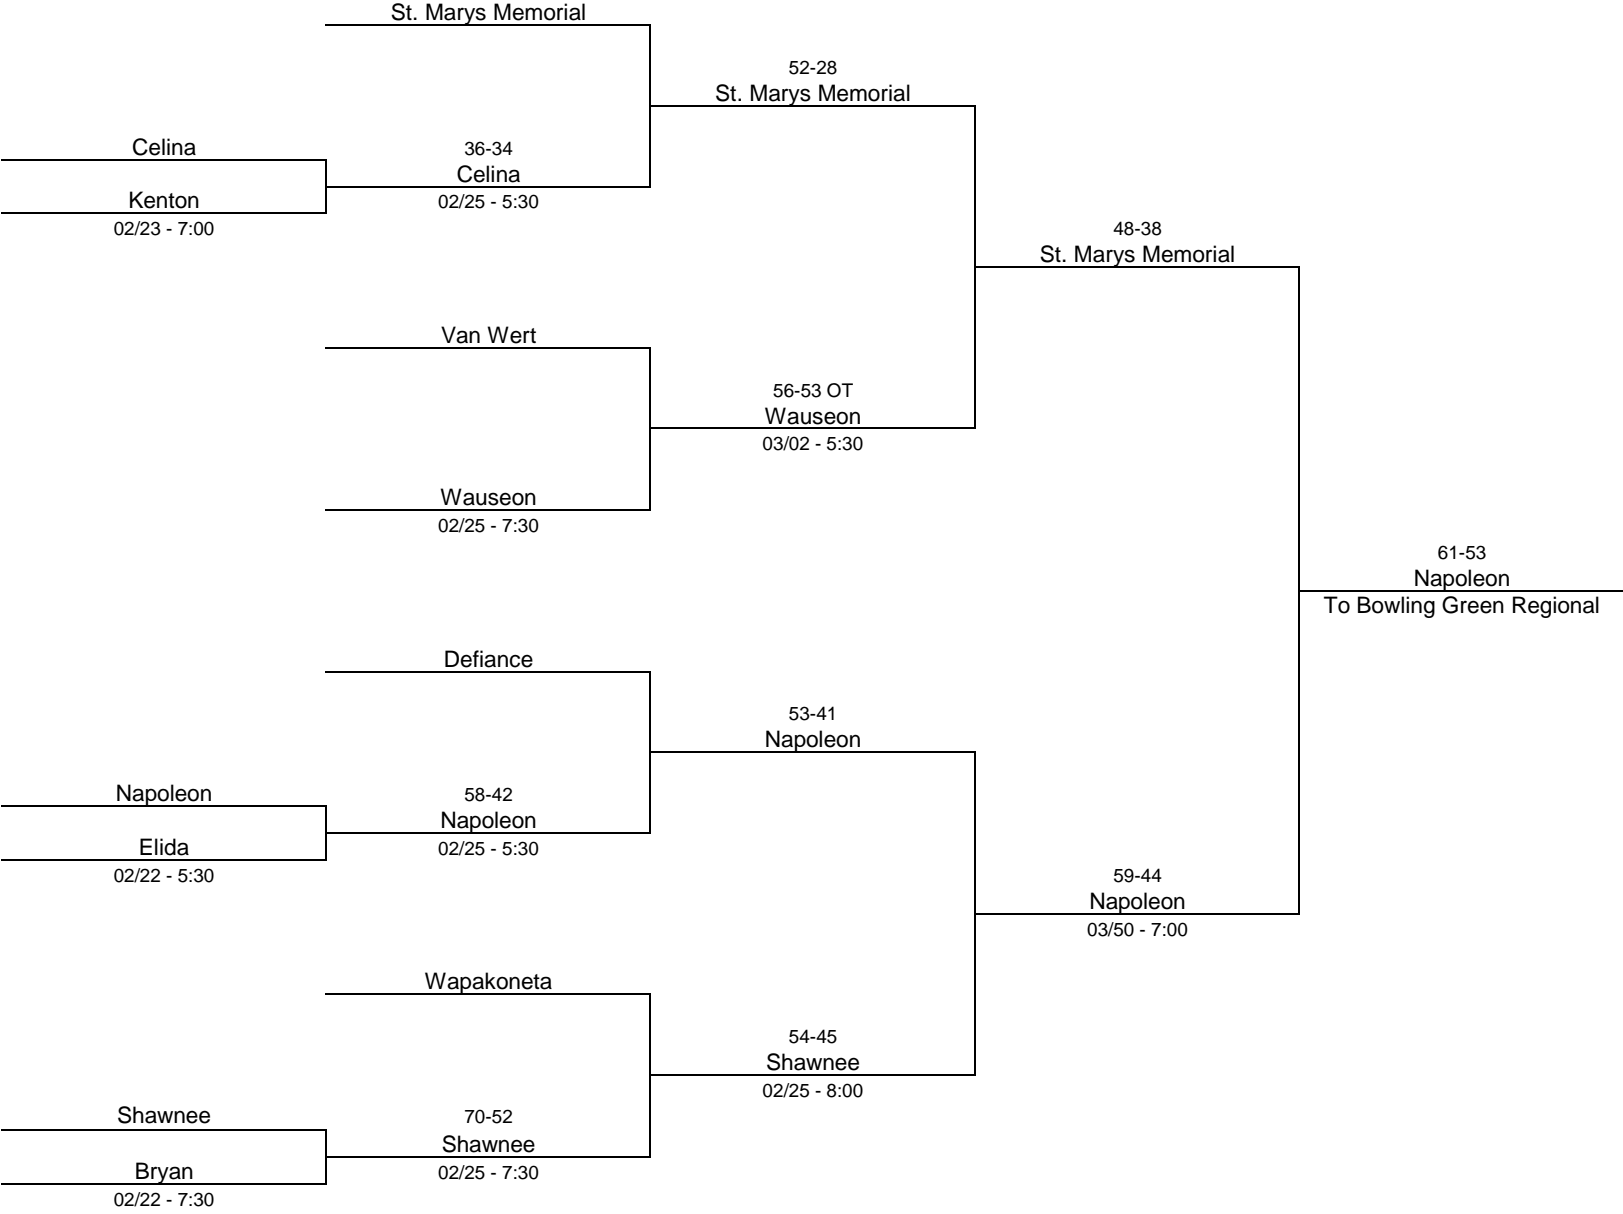 St. Marys Memorial
52-28
St. Marys Memorial
Celina
36-34
Celina
Kenton
02/25 - 5:30
02/23 - 7:00
48-38
St. Marys Memorial
Van Wert
56-53 OT
Wauseon
03/02 - 5:30
Wauseon
02/25 - 7:30
61-53
Napoleon
To Bowling Green Regional
Defiance
53-41
Napoleon
Napoleon
58-42
Napoleon
Elida
02/25 - 5:30
02/22 - 5:30
59-44
Napoleon
03/50 - 7:00
Wapakoneta
54-45
Shawnee
02/25 - 8:00
Shawnee
70-52
Shawnee
Bryan
02/25 - 7:30
02/22 - 7:30